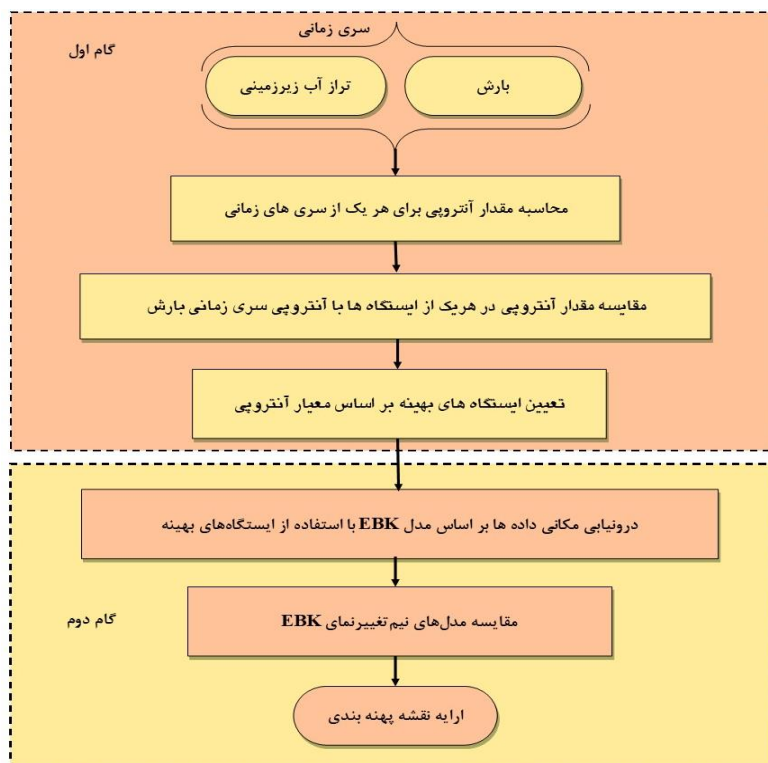 سری زمانی
گام اول
بارش
تراز آب زیرزمینی
محاسبه مقدار آنتروپی برای هر یک از سری های زمانی
مقایسه مقدار آنتروپی در هریک از ایستگاه ها با آنتروپی سری زمانی بارش
تعیین ایستگاه های بهینه بر اساس معیار آنتروپی
درونیابی مکانی داده ها بر اساس مدل EBK با استفاده از ایستگاه‌های بهینه
مقایسه مدل‌های نیم‌تغییرنمای EBK
گام دوم
ارایه نقشه پهنه بندی